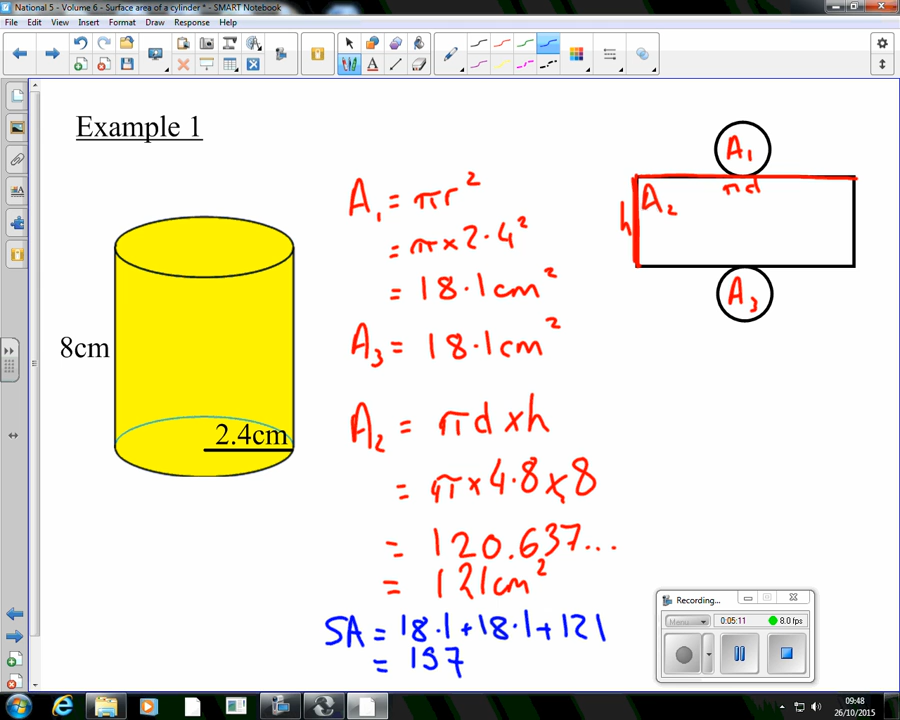 National 5 - Volume 6 - Surface area of a cylinder * - SMART Notebook
File Edit View Insert Format Draw Response Help
Example 1
8cm
2.4cm
A₁ = πr²
= π×2·4²
= 18·1cm²
A₃ = 18·1cm²
A₂ = πd×h
= π×4·8×8
= 120.637...
= 121cm²
SA = 18·1+18·1+121
= 157
A₁
πd
h
A₂
A₃
Recording...
Menu
0:05:11
8.0 fps
09:48
26/10/2015